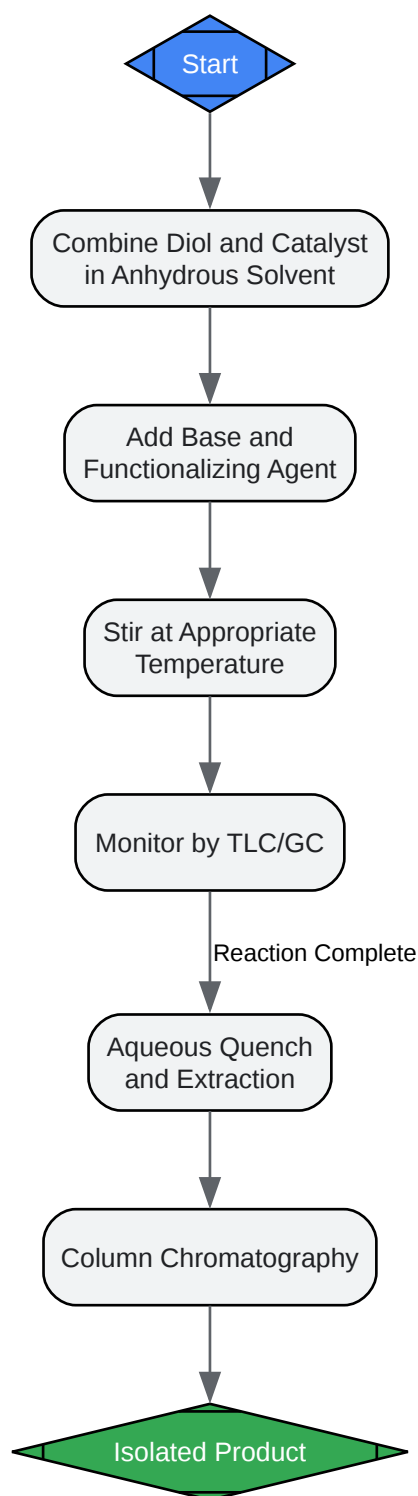 Start
Combine Diol and Catalyst
in Anhydrous Solvent
Add Base and
Functionalizing Agent
Stir at Appropriate
Temperature
Monitor by TLC/GC
Reaction Complete
Aqueous Quench
and Extraction
Column Chromatography
Isolated Product